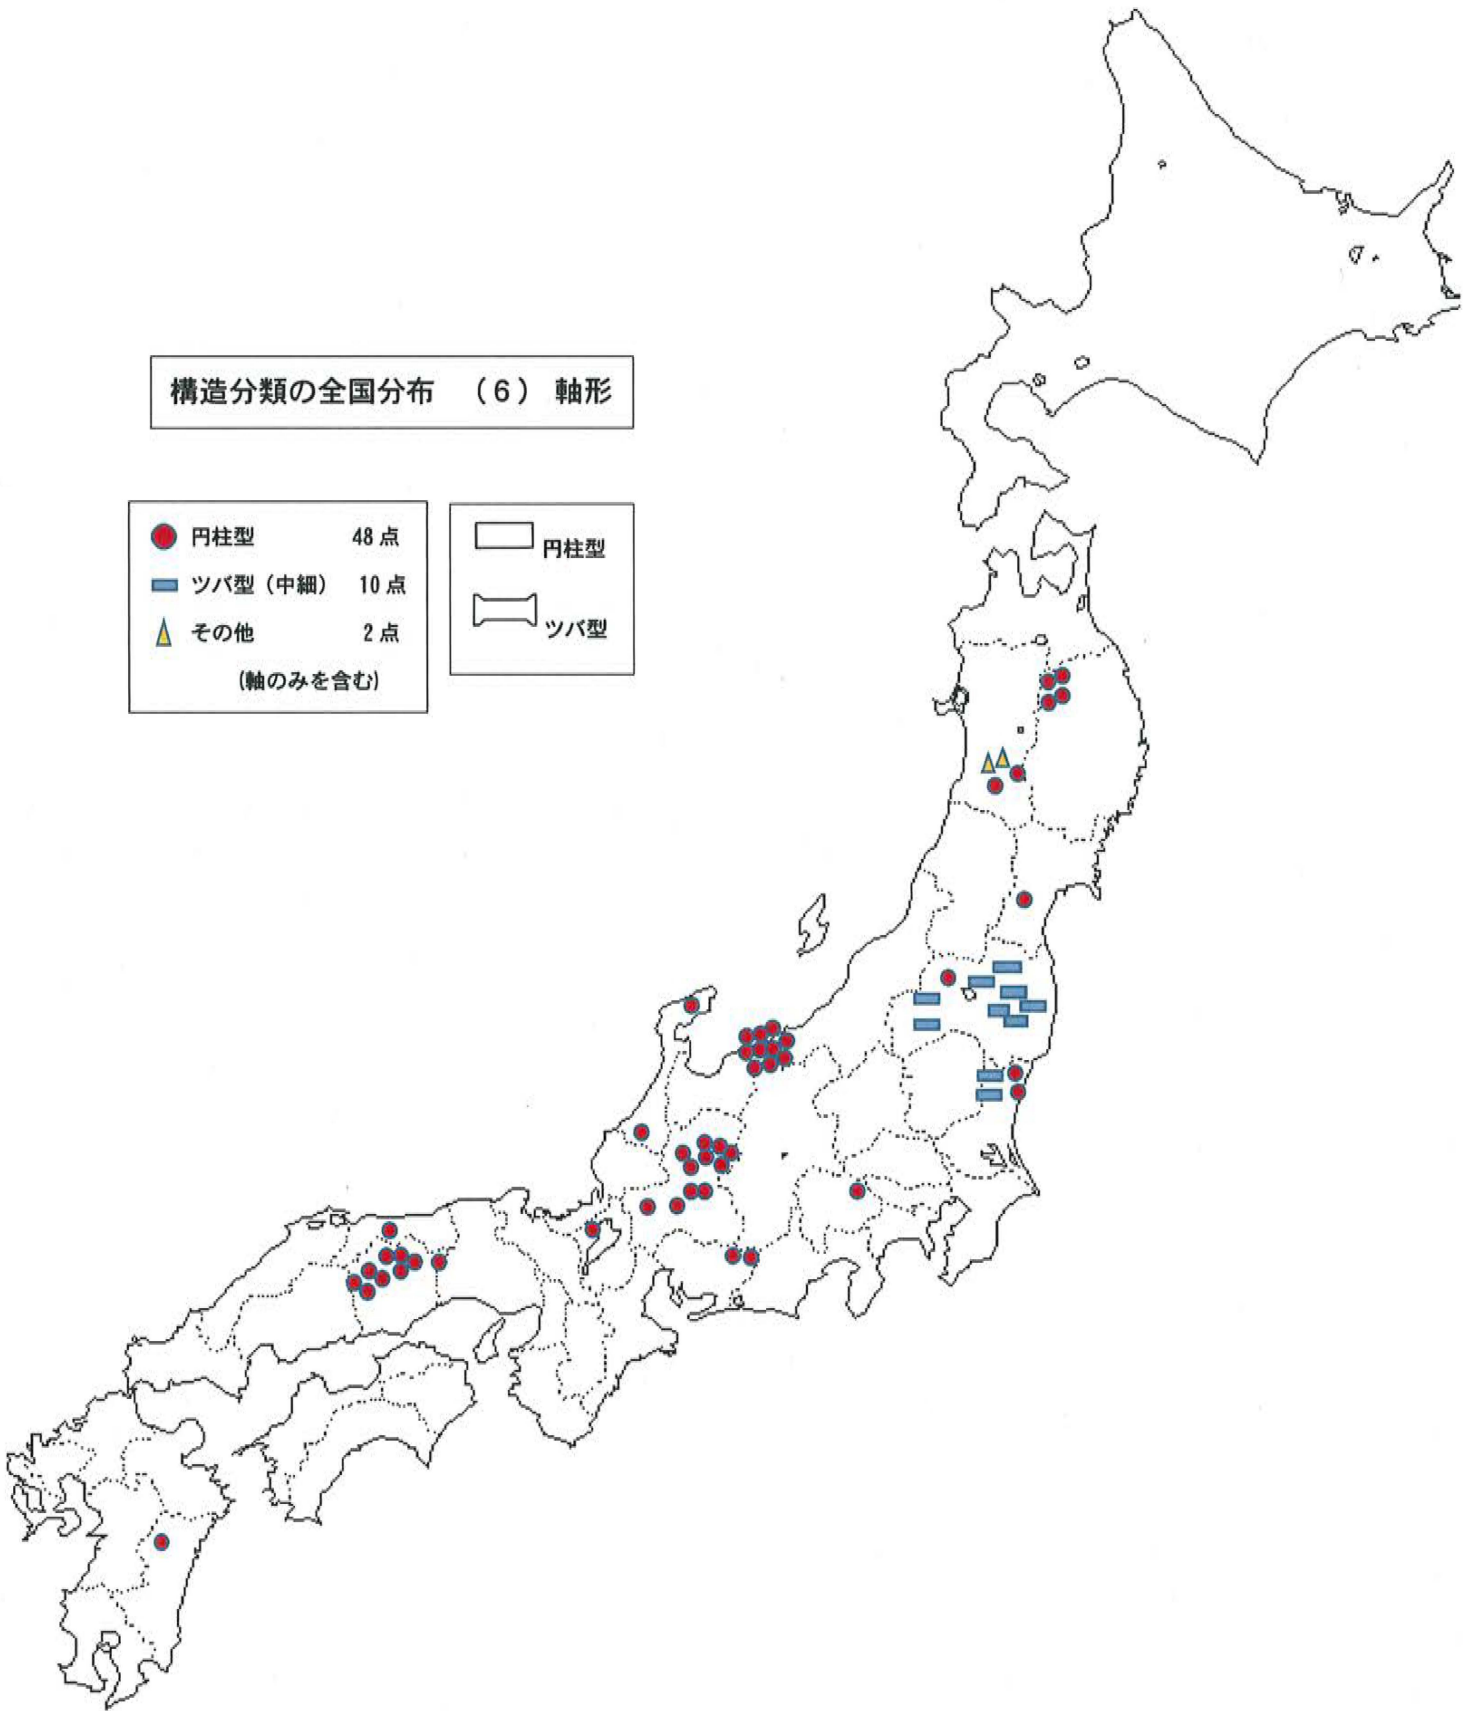 構造分類の全国分布 （６） 軸形
円柱型 48点
ツバ型（中細） 10点
その他 2点
(軸のみを含む)
円柱型
ツバ型